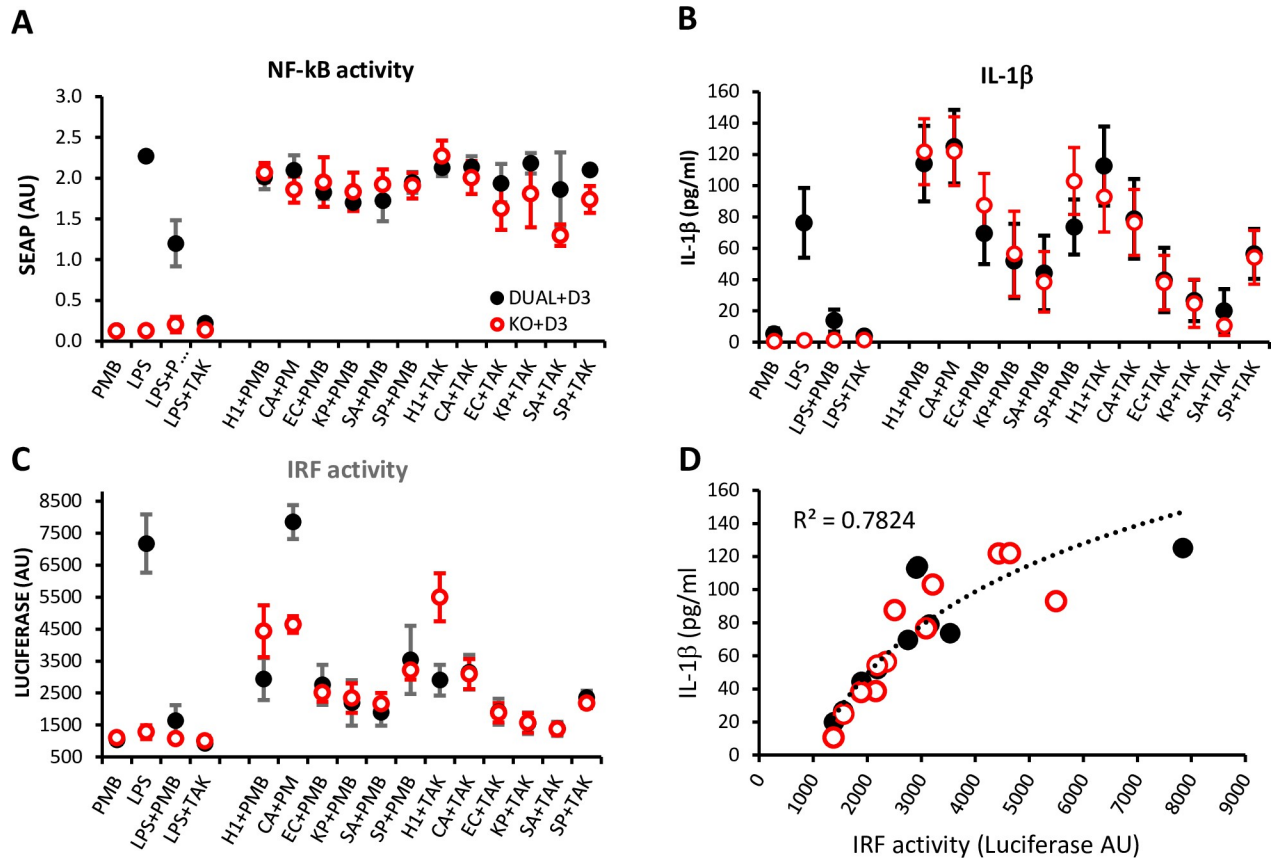 A
NF-kB activity
SEAP (AU)
3.0
2.5
2.0
1.5
1.0
0.5
0.0
DUAL+D3
KO+D3
PMB
LPS
LPS+P...
LPS+TAK
H1+PMB
CA+PM
EC+PMB
KP+PMB
SA+PMB
SP+PMB
H1+TAK
CA+TAK
EC+TAK
KP+TAK
SA+TAK
SP+TAK
B
IL-1β
IL-1β (pg/ml)
160
140
120
100
80
60
40
20
0
PMB
LPS
LPS+PMB
LPS+TAK
H1+PMB
CA+PM
EC+PMB
KP+PMB
SA+PMB
SP+PMB
H1+TAK
CA+TAK
EC+TAK
KP+TAK
SA+TAK
SP+TAK
C
IRF activity
LUCIFERASE (AU)
8500
7500
6500
5500
4500
3500
2500
1500
500
PMB
LPS
LPS+PMB
LPS+TAK
H1+PMB
CA+PM
EC+PMB
KP+PMB
SA+PMB
SP+PMB
H1+TAK
CA+TAK
EC+TAK
KP+TAK
SA+TAK
SP+TAK
D
R² = 0.7824
IL-1β (pg/ml
160
140
120
100
80
60
40
20
0
0
1000
2000
3000
4000
5000
6000
7000
8000
9000
IRF activity (Luciferase AU)